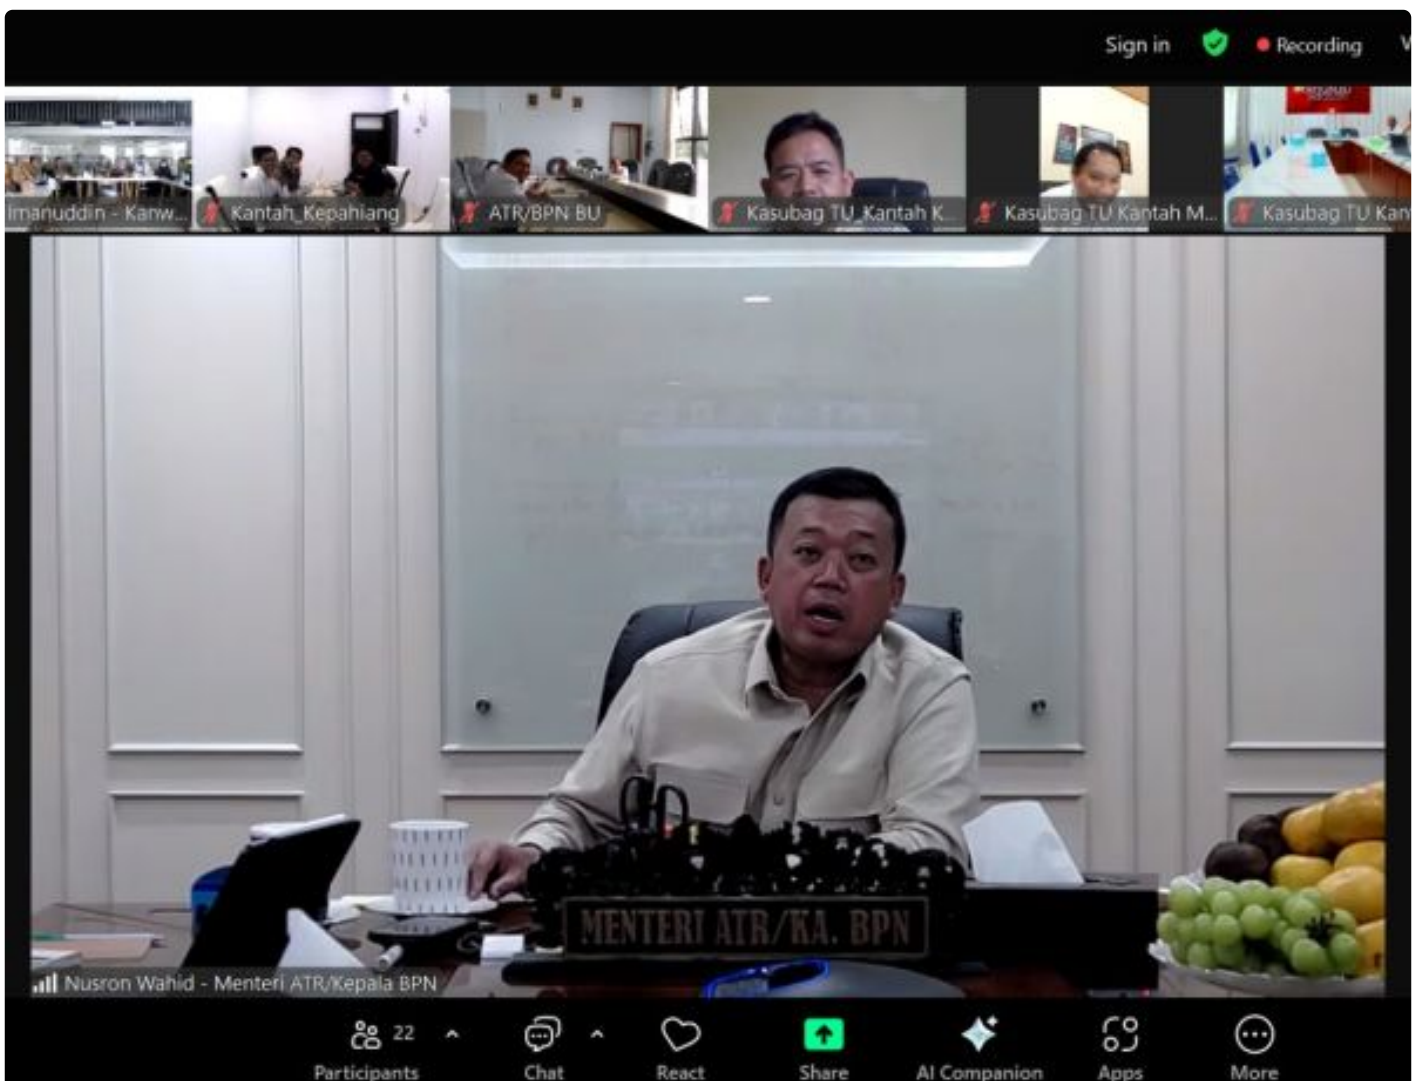 Sign in
Recording
Imanuddin - Kanw...
Kantah_Kepahiang
ATR/BPN BU
Kasubag TU_Kantah K...
Kasubag TU Kantah M...
Kasubag TU Kan
MENTERI ATR/KA. BPN
Nusron Wahid - Menteri ATR/Kepala BPN
22
Participants
Chat
React
Share
AI Companion
Apps
More